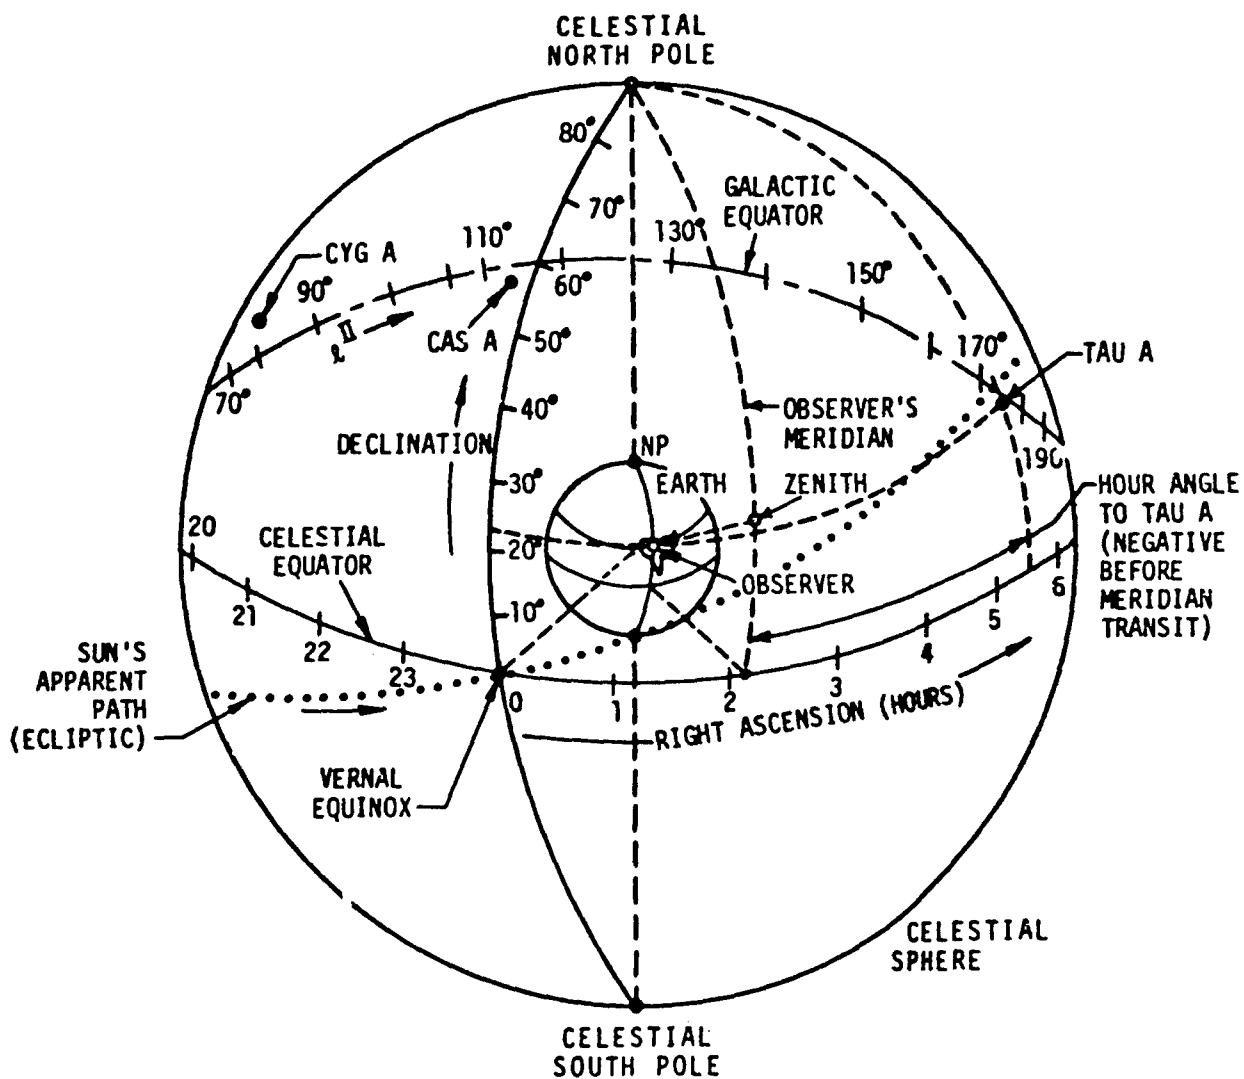 CELESTIAL
NORTH POLE
80°
70°
GALACTIC
EQUATOR
110°
130°
CYG A
90°
60°
150°
ℓ^II
CAS A
50°
170°
TAU A
70°
40°
OBSERVER'S
MERIDIAN
DECLINATION
NP
190
30°
EARTH
ZENITH
HOUR ANGLE
TO TAU A
(NEGATIVE
BEFORE
MERIDIAN
TRANSIT)
20
CELESTIAL
EQUATOR
20°
OBSERVER
6
21
10°
5
22
4
23
3
SUN'S
APPARENT
PATH
(ECLIPTIC)
0
1
2
RIGHT ASCENSION (HOURS)
VERNAL
EQUINOX
CELESTIAL
SPHERE
CELESTIAL
SOUTH POLE